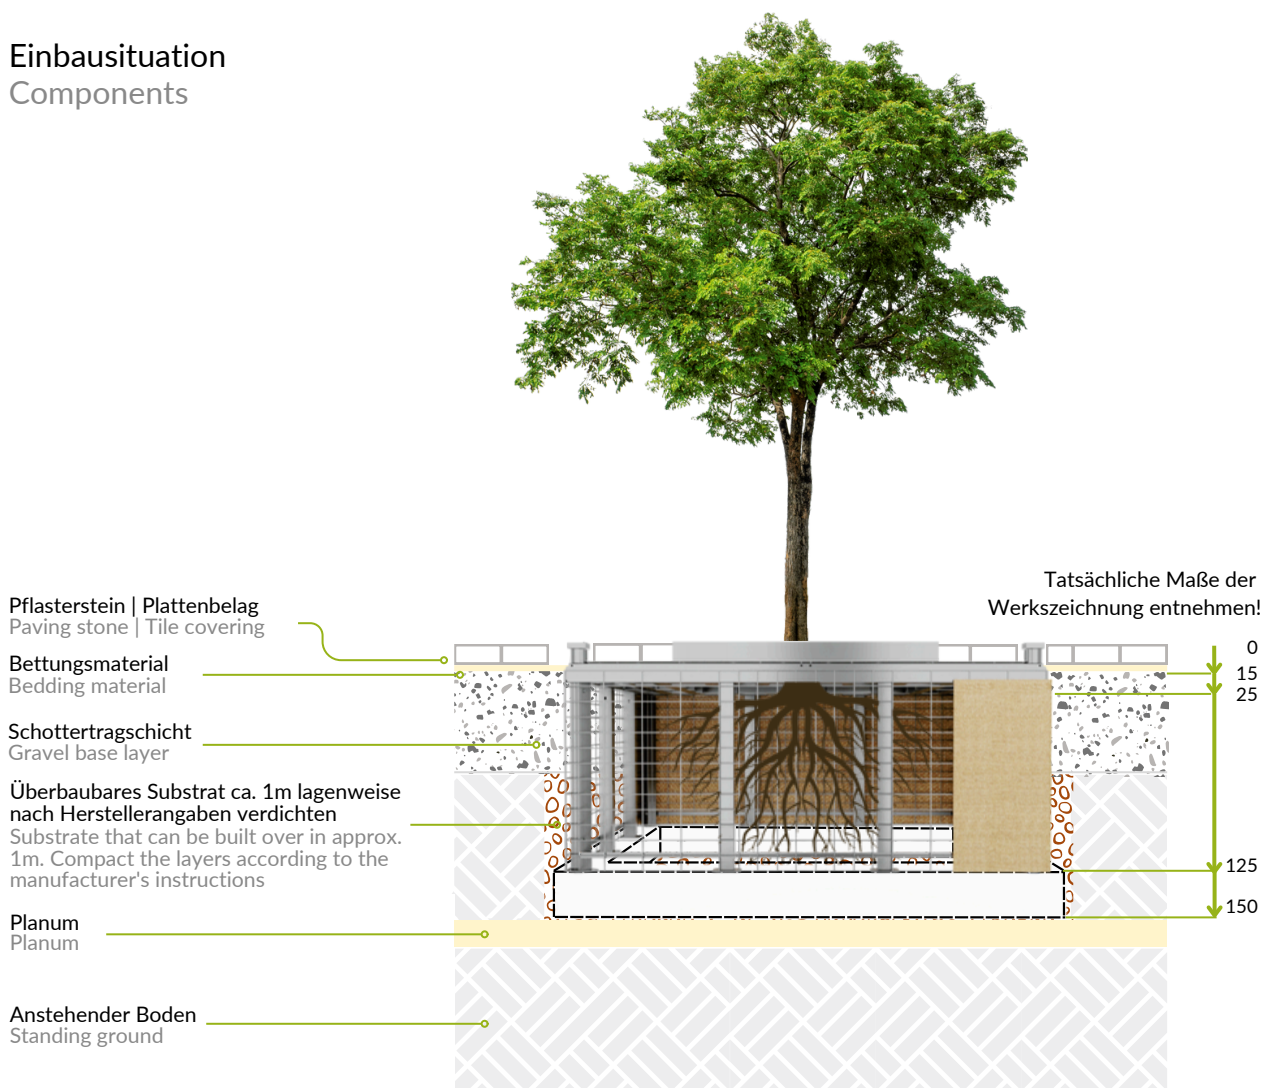 Einbausituation
Components
Tatsächliche Maße der
Werkszeichnung entnehmen!
Pflasterstein | Plattenbelag
Paving stone | Tile covering
Bettungsmaterial
Bedding material
Schottertragschicht
Gravel base layer
Überbaubares Substrat ca. 1m lagenweise
nach Herstellerangaben verdichten
Substrate that can be built over in approx.
1m. Compact the layers according to the
manufacturer's instructions
Planum
Planum
Anstehender Boden
Standing ground
0
15
25
125
150